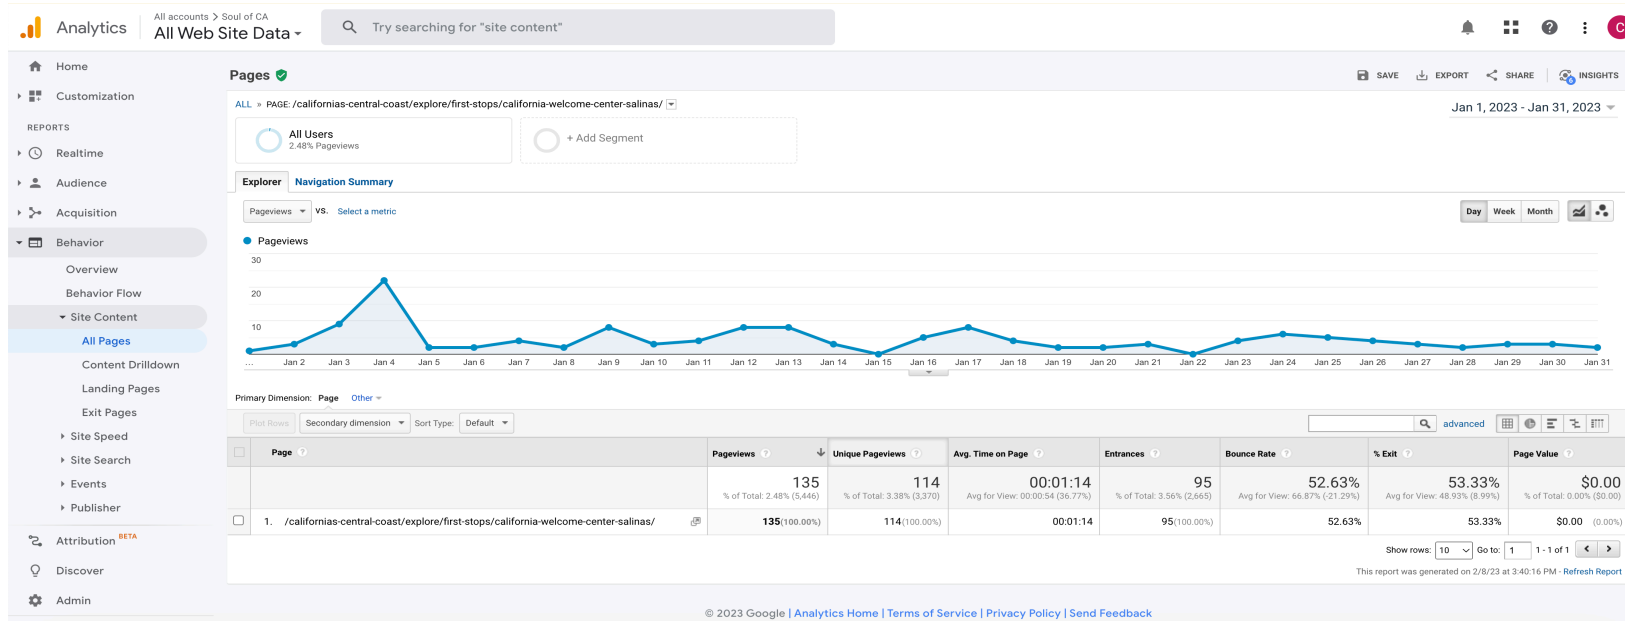 Analytics
All accounts > Soul of CA
All Web Site Data
Try searching for "site content"
C
Home
Customization
REPORTS
Realtime
Audience
Acquisition
Behavior
Overview
Behavior Flow
Site Content
All Pages
Content Drilldown
Landing Pages
Exit Pages
Site Speed
Site Search
Events
Publisher
Attribution BETA
Discover
Admin
Pages
SAVE EXPORT SHARE 6 INSIGHTS
ALL » PAGE: /californias-central-coast/explore/first-stops/california-welcome-center-salinas/
Jan 1, 2023 - Jan 31, 2023
All Users
2.48% Pageviews
+ Add Segment
Explorer Navigation Summary
Pageviews VS. Select a metric
Day Week Month
Pageviews
30
20
10
... Jan 2 Jan 3 Jan 4 Jan 5 Jan 6 Jan 7 Jan 8 Jan 9 Jan 10 Jan 11 Jan 12 Jan 13 Jan 14 Jan 15 Jan 16 Jan 17 Jan 18 Jan 19 Jan 20 Jan 21 Jan 22 Jan 23 Jan 24 Jan 25 Jan 26 Jan 27 Jan 28 Jan 29 Jan 30 Jan 31
Primary Dimension: Page Other
Plot Rows Secondary dimension Sort Type: Default advanced
Page ? Pageviews ? Unique Pageviews ? Avg. Time on Page ? Entrances ? Bounce Rate ? % Exit ? Page Value ?
135 114 00:01:14 95 52.63% 53.33% $0.00
% of Total: 2.48% (5,446) % of Total: 3.38% (3,370) Avg for View: 00:00:54 (36.77%) % of Total: 3.56% (2,665) Avg for View: 66.87% (-21.29%) Avg for View: 48.93% (8.99%) % of Total: 0.00% ($0.00)
1. /californias-central-coast/explore/first-stops/california-welcome-center-salinas/ 135(100.00%) 114(100.00%) 00:01:14 95(100.00%) 52.63% 53.33% $0.00 (0.00%)
Show rows: 10 Go to: 1 1 - 1 of 1
This report was generated on 2/8/23 at 3:40:16 PM - Refresh Report
© 2023 Google | Analytics Home | Terms of Service | Privacy Policy | Send Feedback